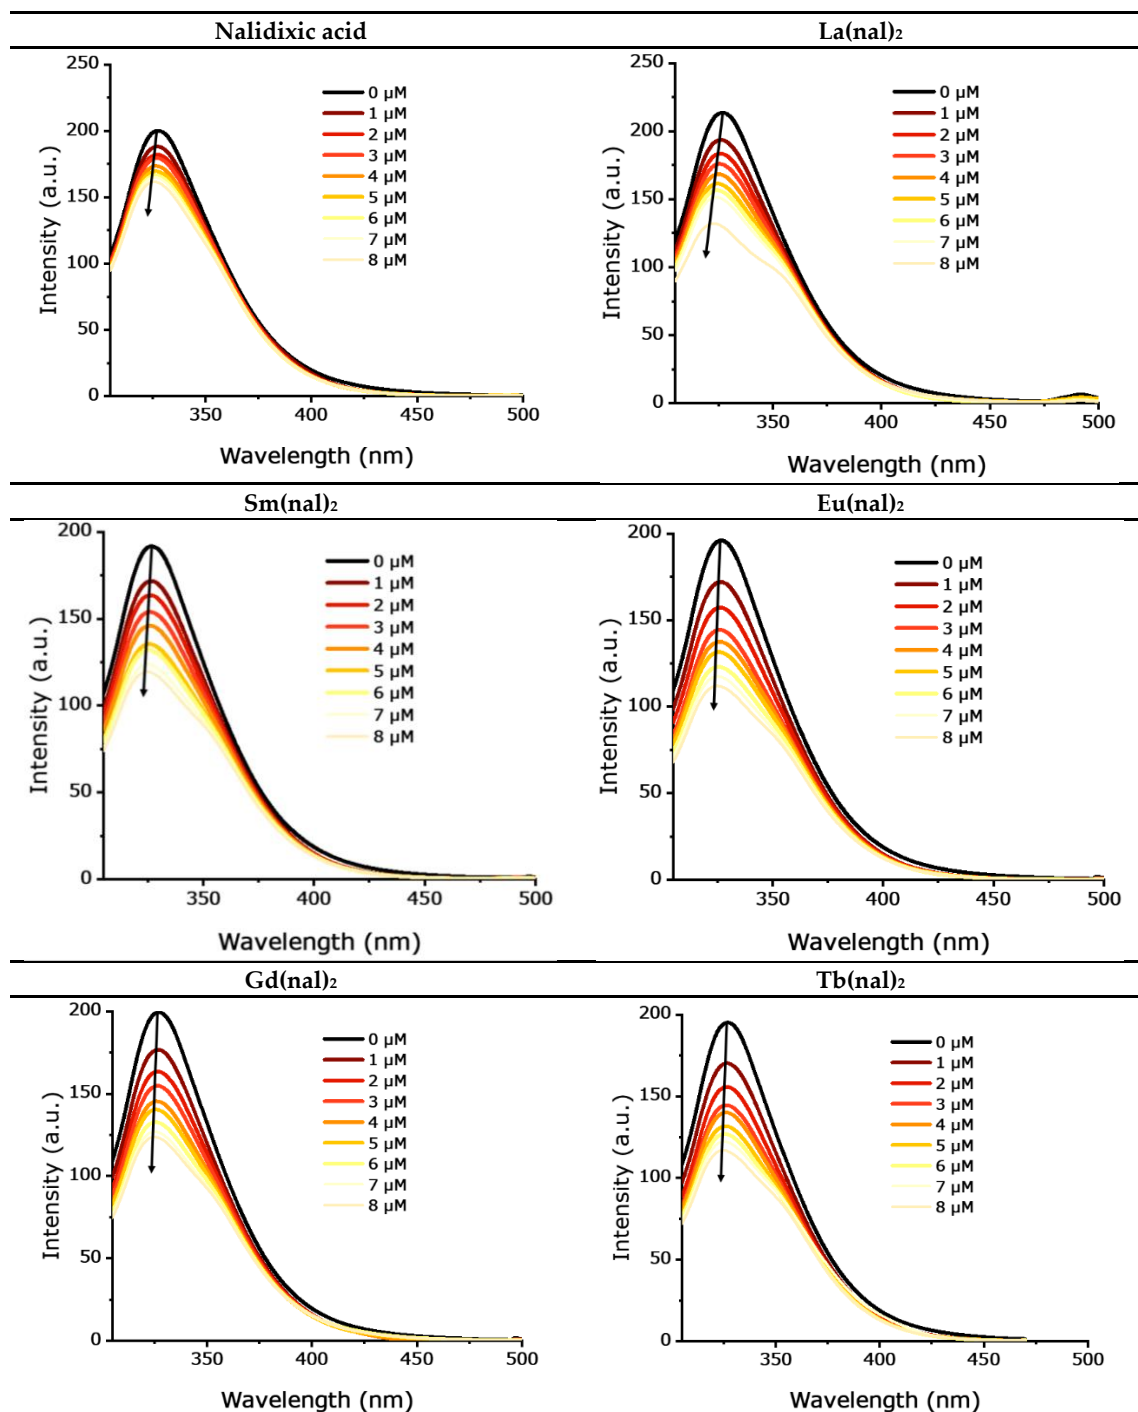 Nalidixic acid
La(nal)₂
250
200
150
100
50
0
350
400
450
500
Intensity (a.u.)
Wavelength (nm)
0 µM
1 µM
2 µM
3 µM
4 µM
5 µM
6 µM
7 µM
8 µM
250
200
150
100
50
0
350
400
450
500
Intensity (a.u.)
Wavelength (nm)
0 µM
1 µM
2 µM
3 µM
4 µM
5 µM
6 µM
7 µM
8 µM
Sm(nal)₂
Eu(nal)₂
200
150
100
50
0
350
400
450
500
Intensity (a.u.)
Wavelength (nm)
0 µM
1 µM
2 µM
3 µM
4 µM
5 µM
6 µM
7 µM
8 µM
200
150
100
50
0
350
400
450
500
Intensity (a.u.)
Wavelength (nm)
0 µM
1 µM
2 µM
3 µM
4 µM
5 µM
6 µM
7 µM
8 µM
Gd(nal)₂
Tb(nal)₂
200
150
100
50
0
350
400
450
500
Intensity (a.u.)
Wavelength (nm)
0 µM
1 µM
2 µM
3 µM
4 µM
5 µM
6 µM
7 µM
8 µM
200
150
100
50
0
350
400
450
500
Intensity (a.u.)
Wavelength (nm)
0 µM
1 µM
2 µM
3 µM
4 µM
5 µM
6 µM
7 µM
8 µM